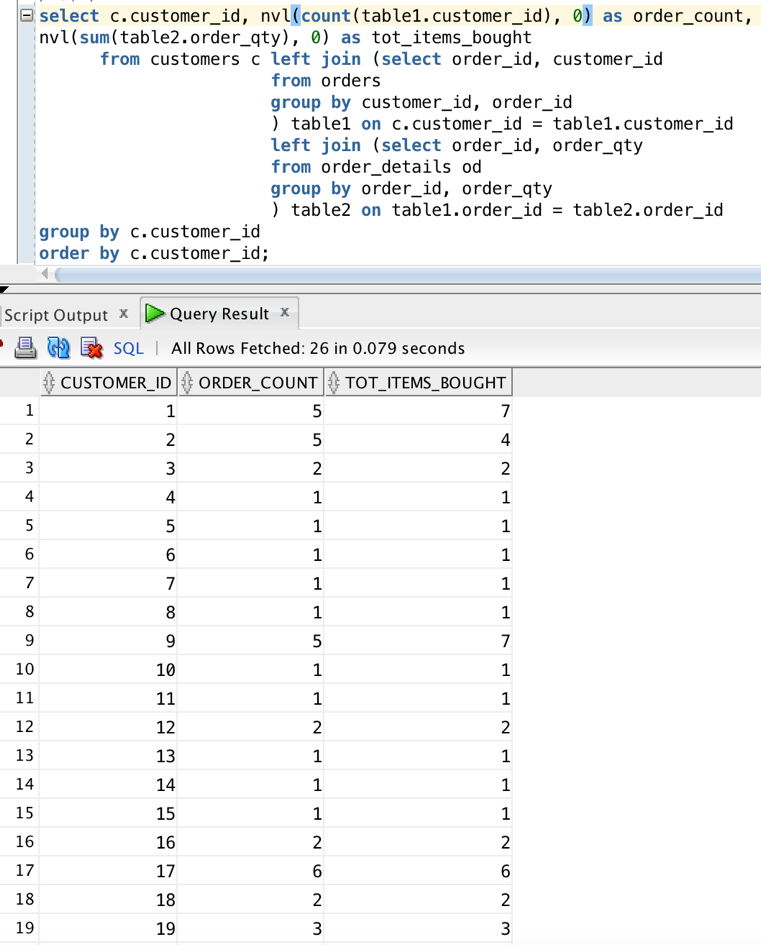 select c.customer_id, nvl(count(table1.customer_id), 0) as order_count,
nvl(sum(table2.order_qty), 0) as tot_items_bought
from customers c left join (select order_id, customer_id
from orders
group by customer_id, order_id
) table1 on c.customer_id = table1.customer_id
left join (select order_id, order_qty
from order_details od
group by order_id, order_qty
) table2 on table1.order_id = table2.order_id
group by c.customer_id
order by c.customer_id;
Script Output x Query Result x
SQL | All Rows Fetched: 26 in 0.079 seconds
CUSTOMER_ID ORDER_COUNT TOT_ITEMS_BOUGHT
1 1 5 7
2 2 5 4
3 3 2 2
4 4 1 1
5 5 1 1
6 6 1 1
7 7 1 1
8 8 1 1
9 9 5 7
10 10 1 1
11 11 1 1
12 12 2 2
13 13 1 1
14 14 1 1
15 15 1 1
16 16 2 2
17 17 6 6
18 18 2 2
19 19 3 3